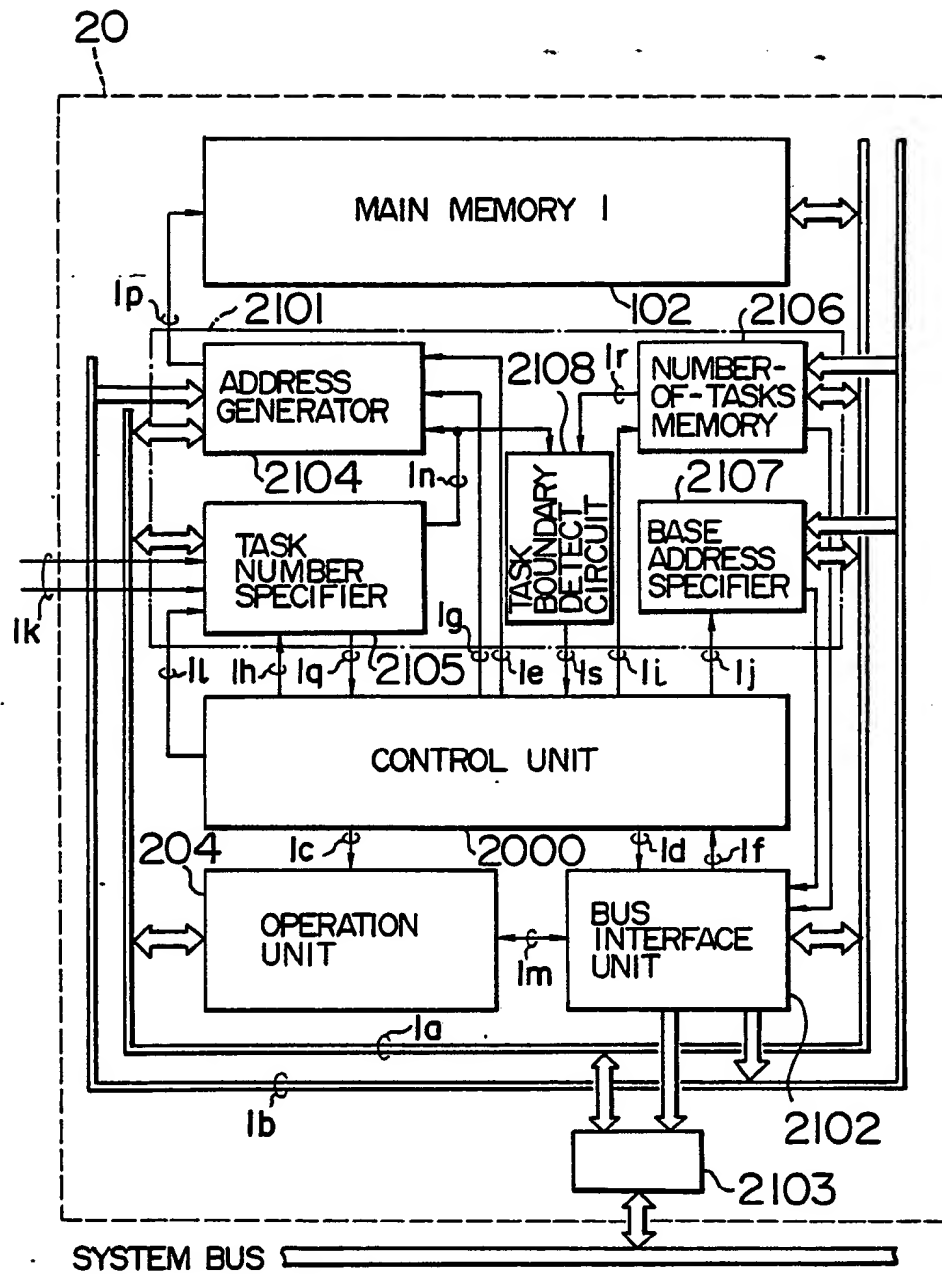 20
MAIN MEMORY I
102
lp
2101
2106
ADDRESS
GENERATOR
2108
lr
NUMBER-
OF-TASKS
MEMORY
2104
ln
2107
TASK
NUMBER
SPECIFIER
TASK
BOUNDARY
DETECT
CIRCUIT
BASE
ADDRESS
SPECIFIER
lk
ll
lh
lq
2105
lg
le
ls
li
lj
CONTROL UNIT
204
lc
2000
ld
lf
OPERATION
UNIT
lm
BUS
INTERFACE
UNIT
la
lb
2102
2103
SYSTEM BUS